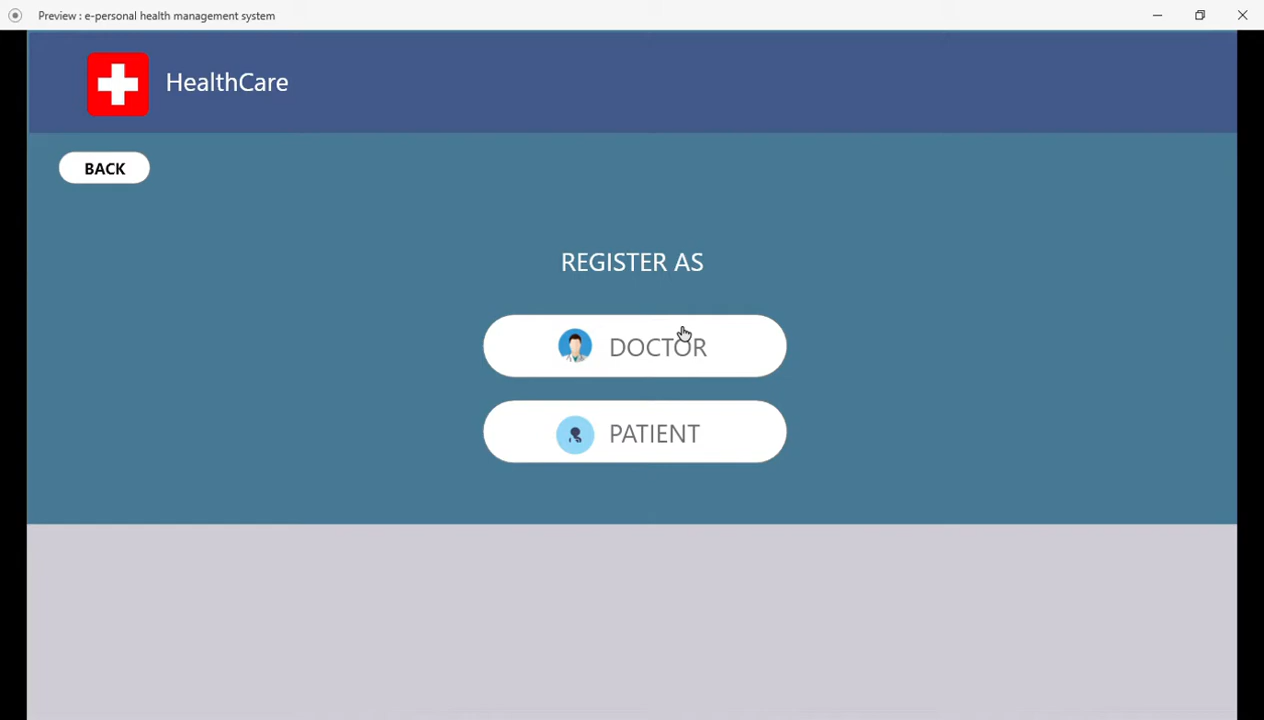 Preview : e-personal health management system
HealthCare
BACK
REGISTER AS
DOCTOR
PATIENT